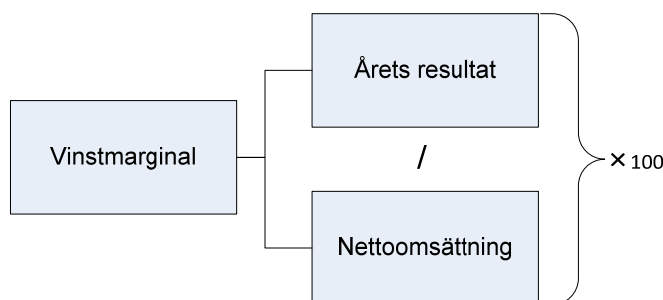 Årets resultat
Vinstmarginal
/
× 100
Nettoomsättning